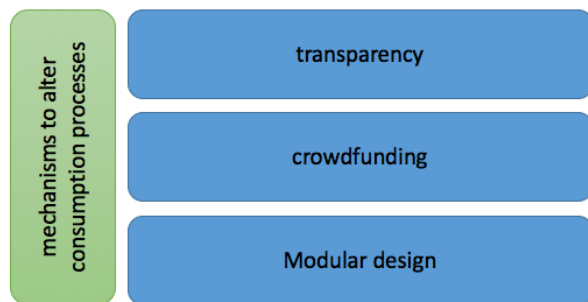 mechanisms to alter
consumption processes
transparency
crowdfunding
Modular design